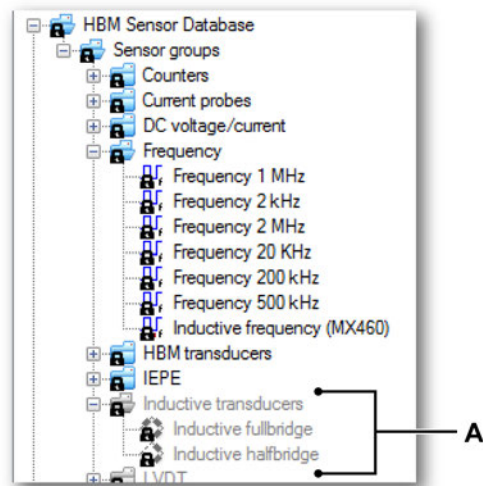 HBM Sensor Database
Sensor groups
Counters
Current probes
DC voltage/current
Frequency
Frequency 1 MHz
Frequency 2 kHz
Frequency 2 MHz
Frequency 20 KHz
Frequency 200 kHz
Frequency 500 kHz
Inductive frequency (MX460)
HBM transducers
IEPE
Inductive transducers
A
Inductive fullbridge
Inductive halfbridge
LVDT